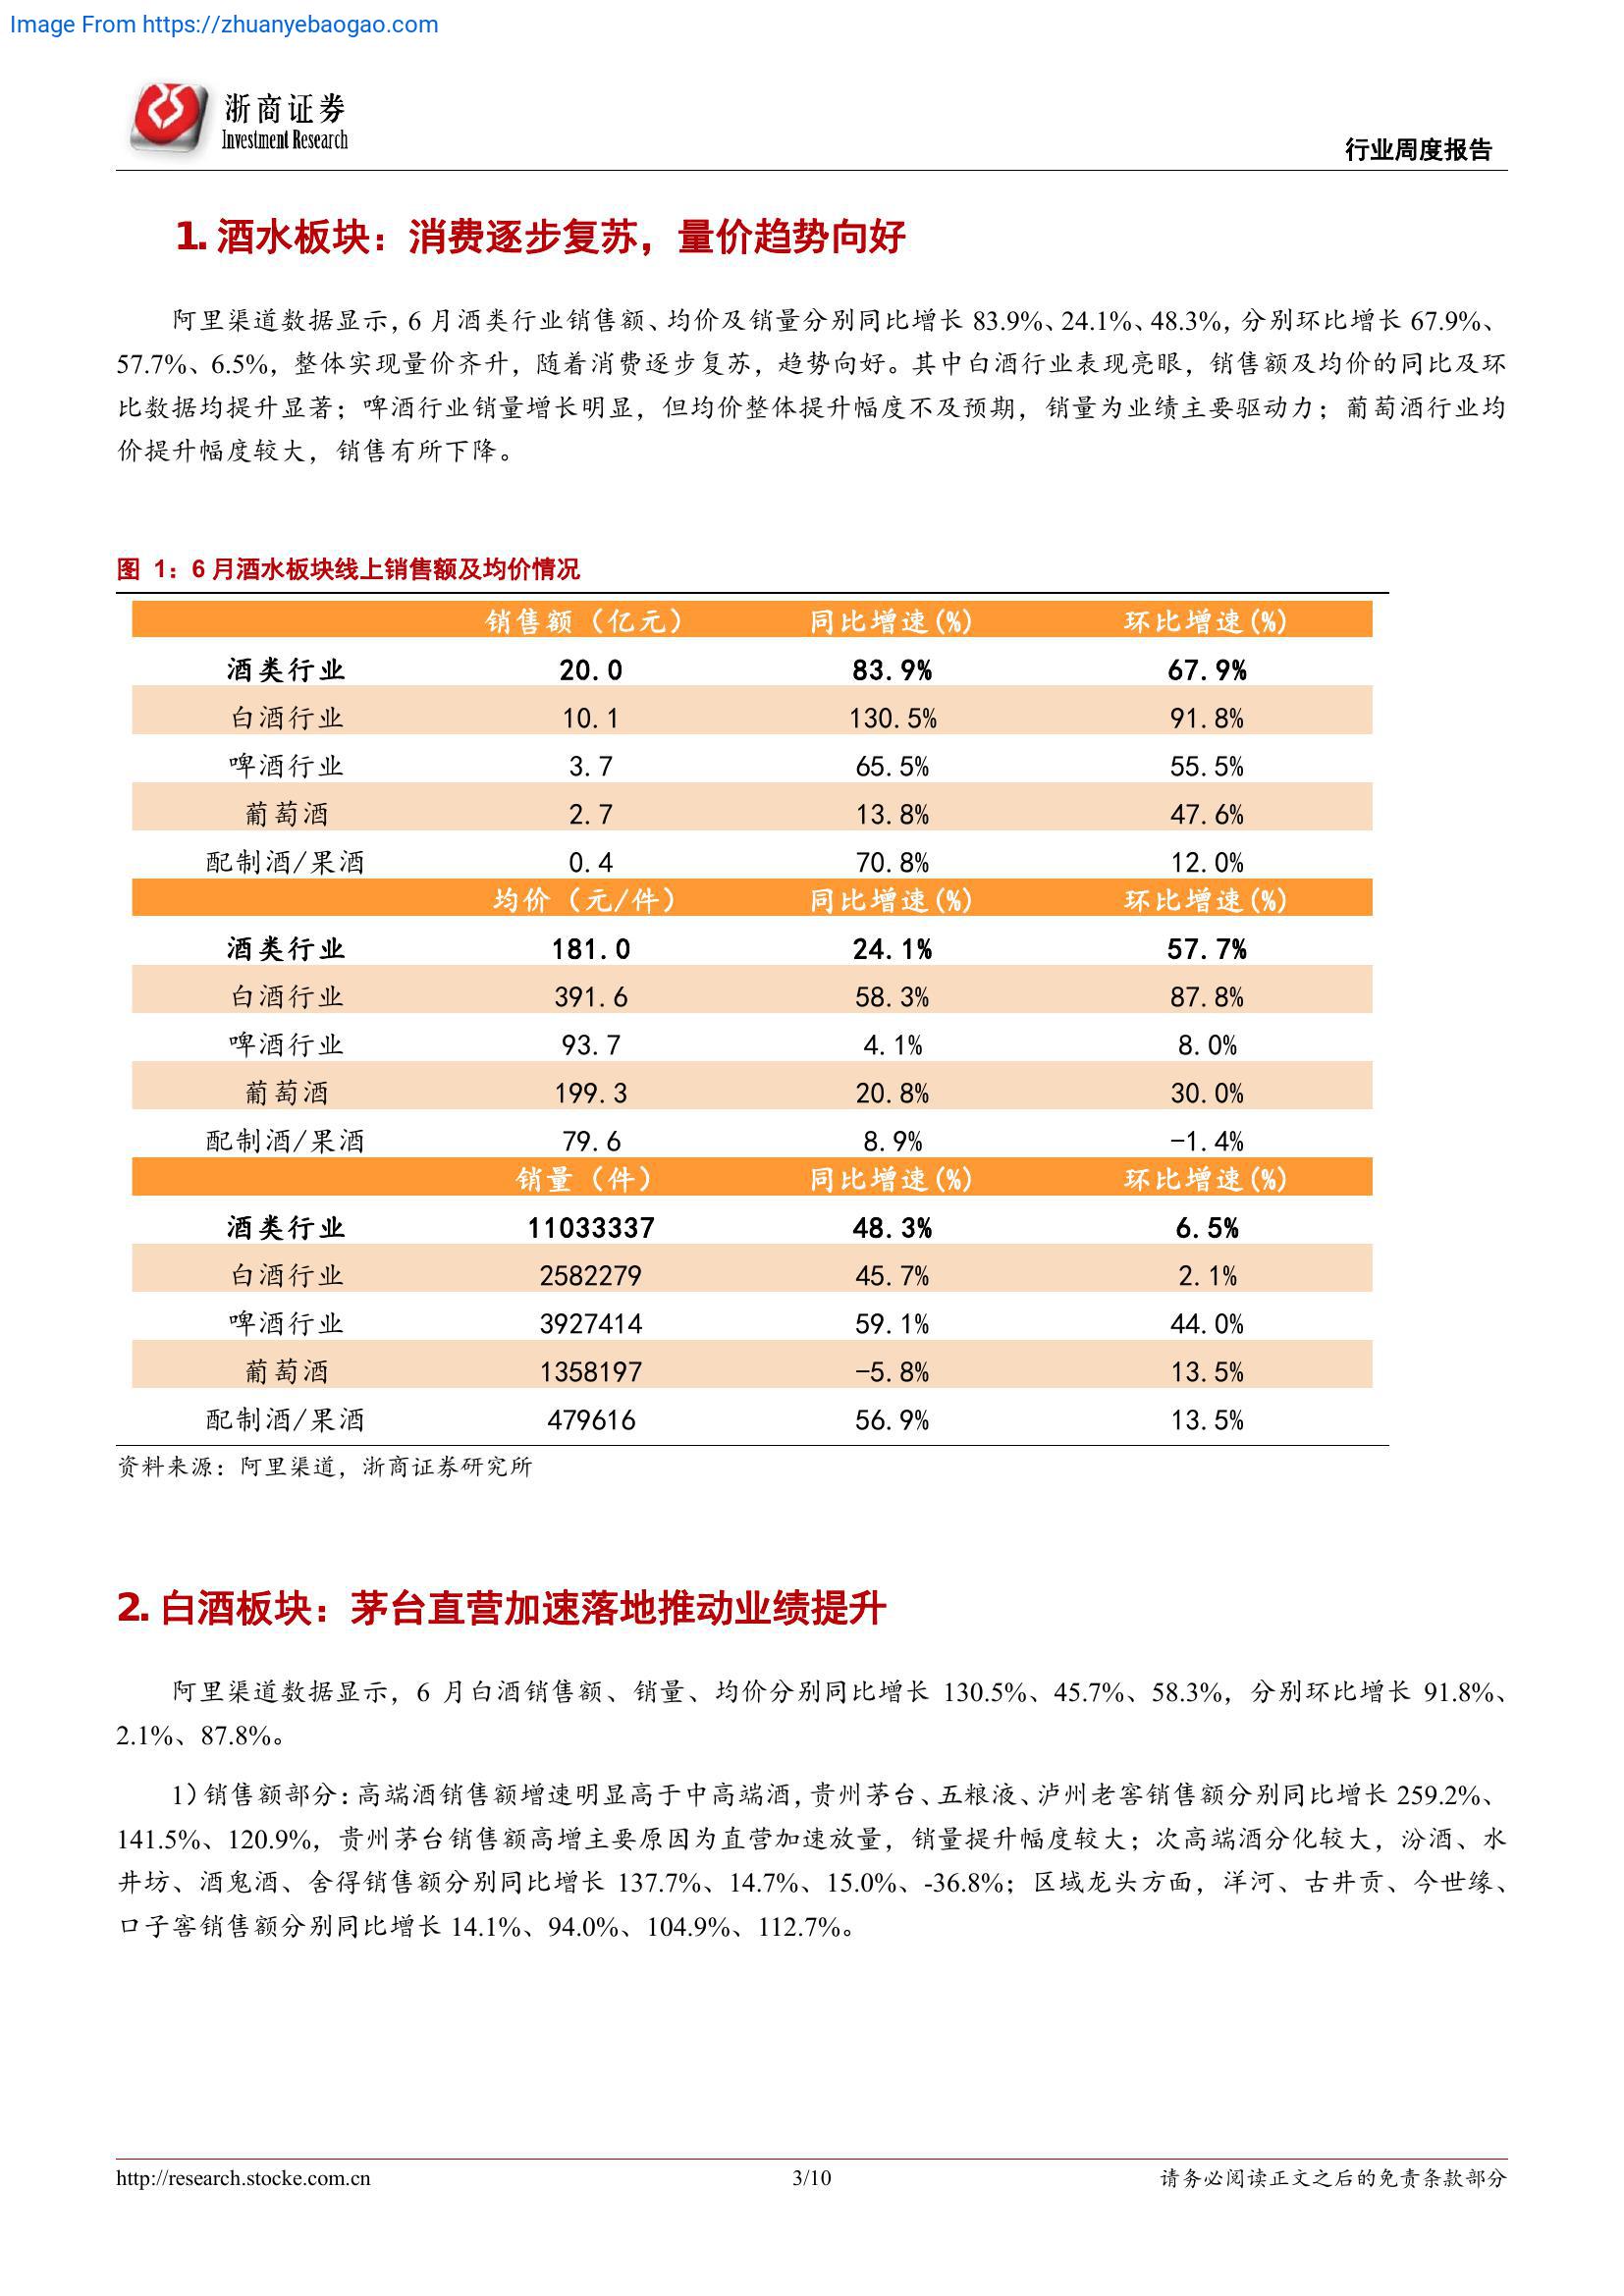 Image From https://zhuanyebaogao.com
浙商证券
Investment Research
行业周度报告
1. 酒水板块：消费逐步复苏，量价趋势向好
阿里渠道数据显示，6 月酒类行业销售额、均价及销量分别同比增长 83.9%、24.1%、48.3%，分别环比增长 67.9%、
57.7%、6.5%，整体实现量价齐升，随着消费逐步复苏，趋势向好。其中白酒行业表现亮眼，销售额及均价的同比及环
比数据均提升显著；啤酒行业销量增长明显，但均价整体提升幅度不及预期，销量为业绩主要驱动力；葡萄酒行业均
价提升幅度较大，销售有所下降。
图 1：6 月酒水板块线上销售额及均价情况
销售额（亿元） 同比增速(%) 环比增速(%)
酒类行业 20.0 83.9% 67.9%
白酒行业 10.1 130.5% 91.8%
啤酒行业 3.7 65.5% 55.5%
葡萄酒 2.7 13.8% 47.6%
配制酒/果酒 0.4 70.8% 12.0%
均价（元/件） 同比增速(%) 环比增速(%)
酒类行业 181.0 24.1% 57.7%
白酒行业 391.6 58.3% 87.8%
啤酒行业 93.7 4.1% 8.0%
葡萄酒 199.3 20.8% 30.0%
配制酒/果酒 79.6 8.9% -1.4%
销量（件） 同比增速(%) 环比增速(%)
酒类行业 11033337 48.3% 6.5%
白酒行业 2582279 45.7% 2.1%
啤酒行业 3927414 59.1% 44.0%
葡萄酒 1358197 -5.8% 13.5%
配制酒/果酒 479616 56.9% 13.5%
资料来源：阿里渠道，浙商证券研究所
2. 白酒板块：茅台直营加速落地推动业绩提升
阿里渠道数据显示，6 月白酒销售额、销量、均价分别同比增长 130.5%、45.7%、58.3%，分别环比增长 91.8%、
2.1%、87.8%。
1）销售额部分：高端酒销售额增速明显高于中高端酒，贵州茅台、五粮液、泸州老窖销售额分别同比增长 259.2%、
141.5%、120.9%，贵州茅台销售额高增主要原因为直营加速放量，销量提升幅度较大；次高端酒分化较大，汾酒、水
井坊、酒鬼酒、舍得销售额分别同比增长 137.7%、14.7%、15.0%、-36.8%；区域龙头方面，洋河、古井贡、今世缘、
口子窖销售额分别同比增长 14.1%、94.0%、104.9%、112.7%。
http://research.stocke.com.cn 3/10 请务必阅读正文之后的免责条款部分